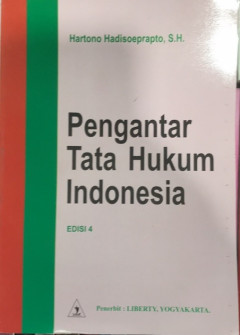 Hartono Hadisoeprapto, S.H.
Pengantar
Tata Hukum
Indonesia
EDISI 4
Penerbit : LIBERTY, YOGYAKARTA.